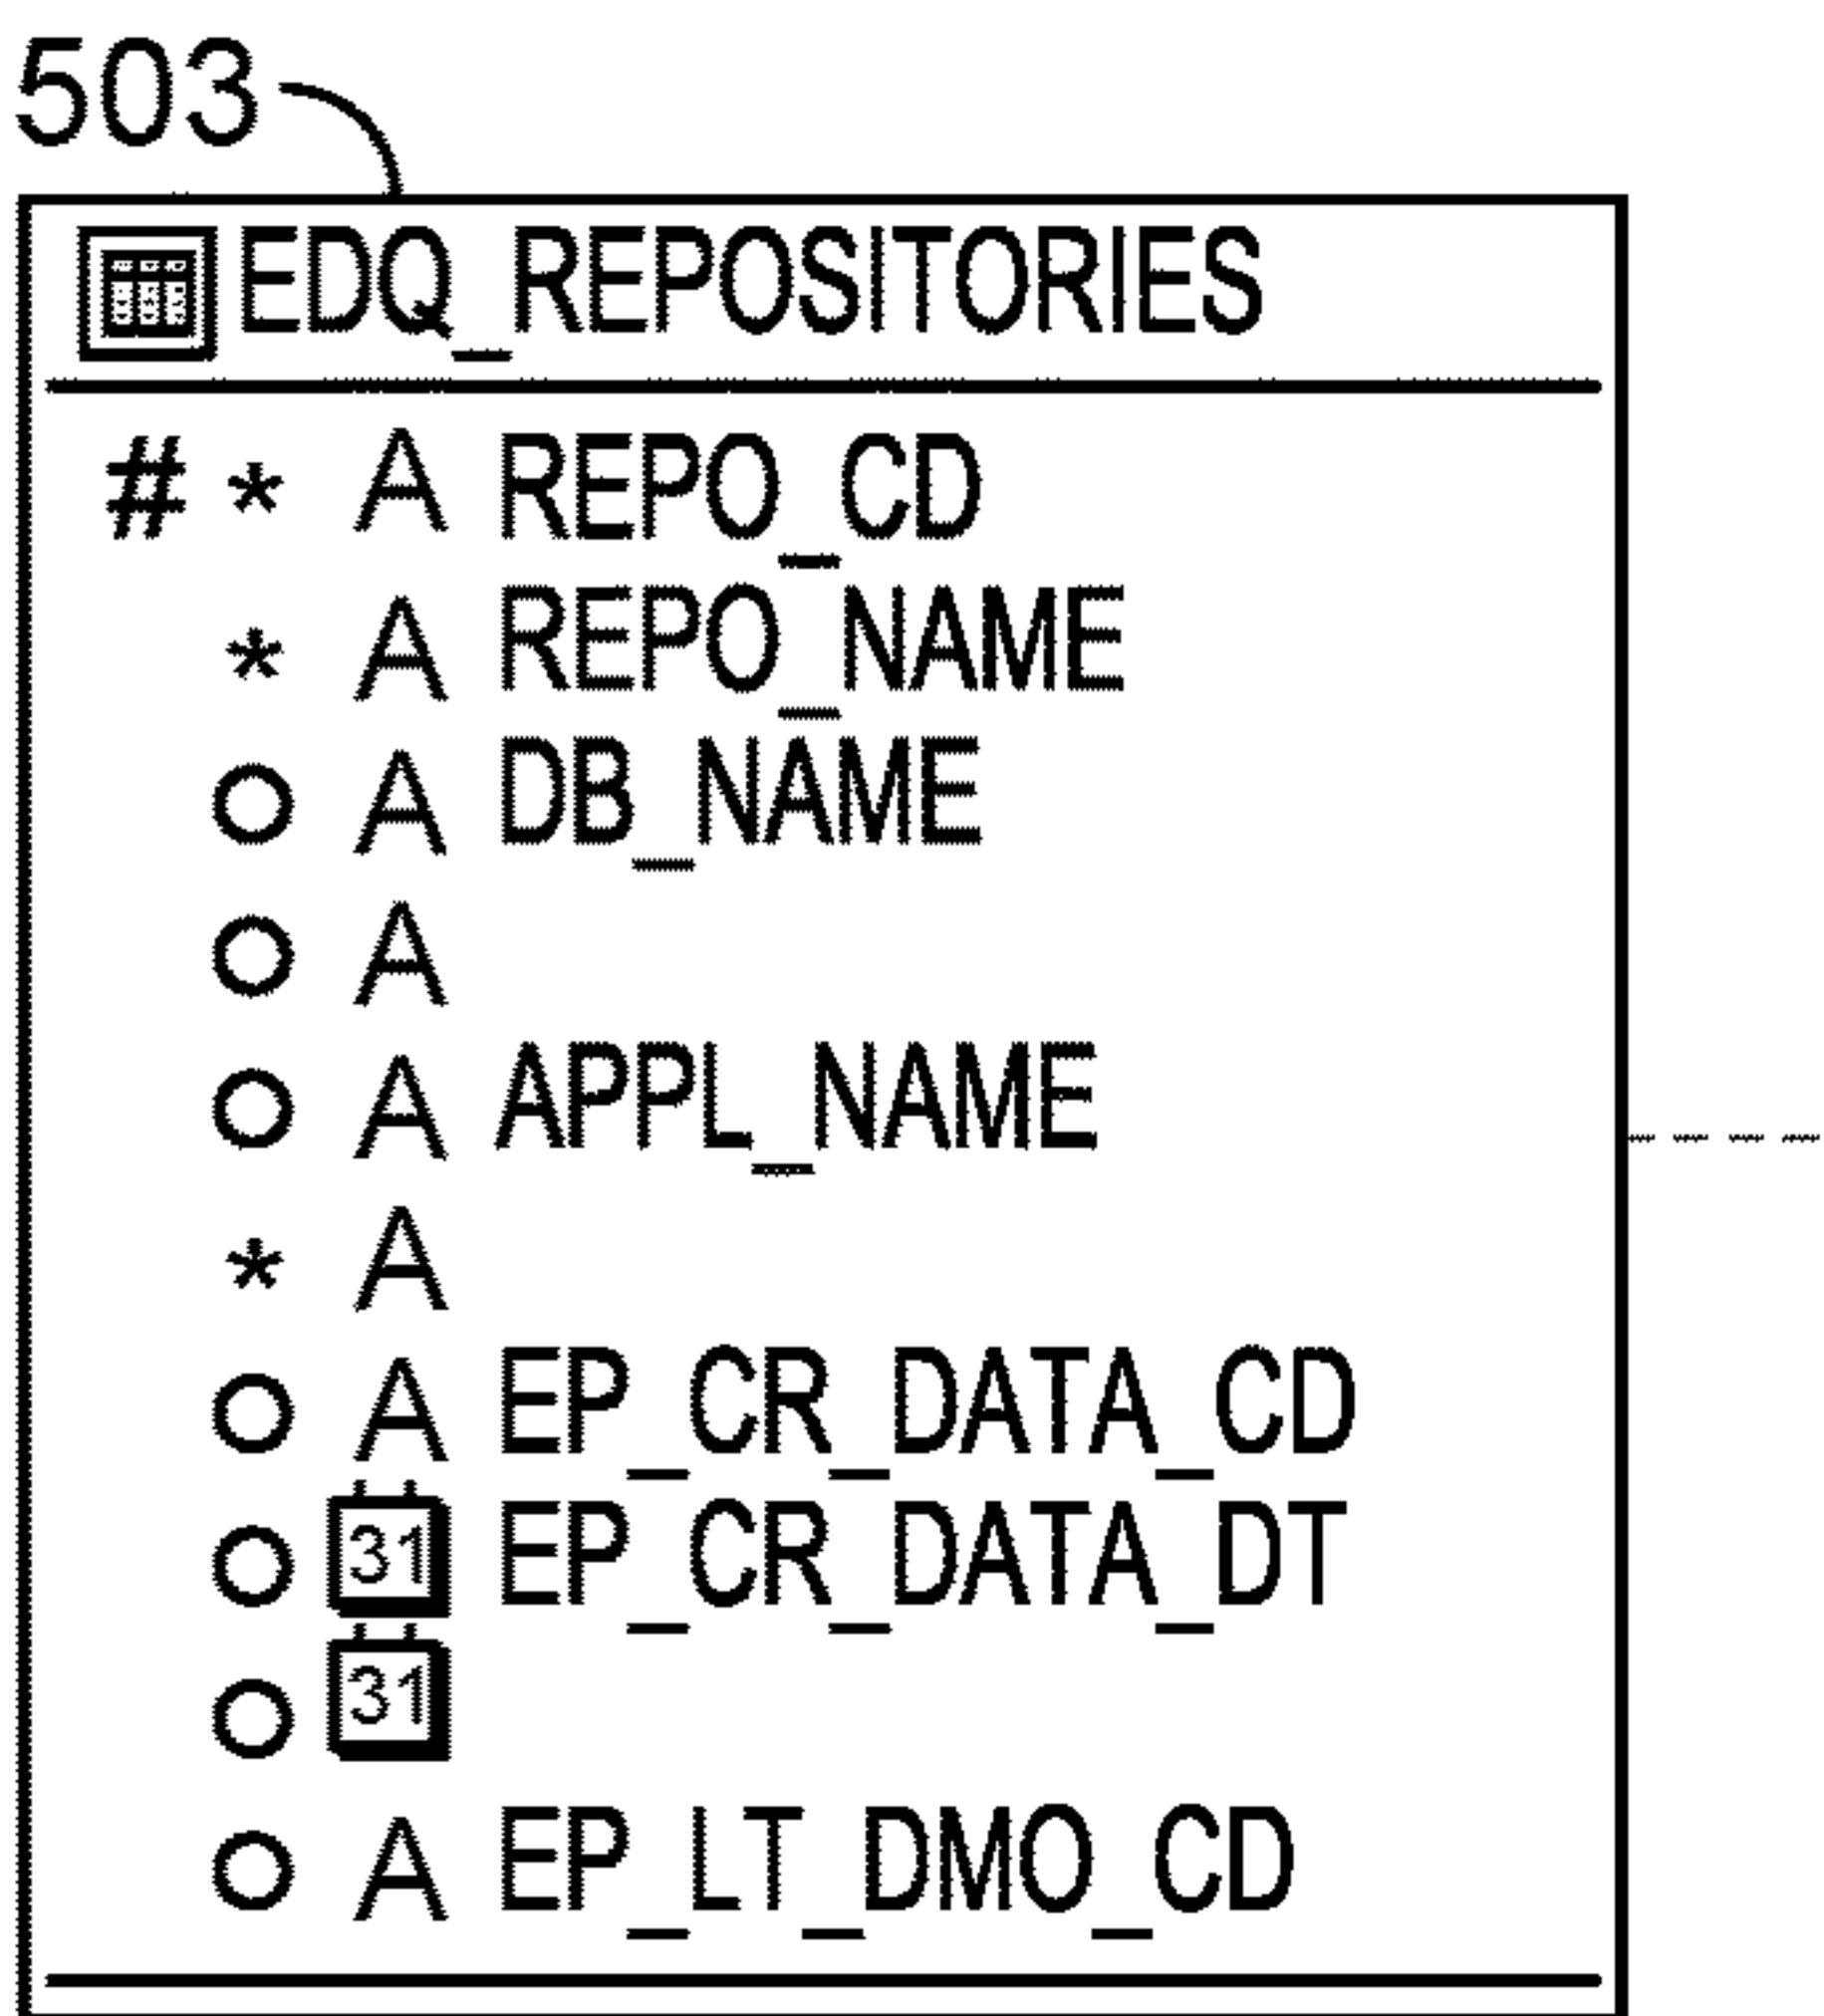 503
EDQ_REPOSITORIES
# * A REPO_CD
* A REPO_NAME
O A DB_NAME
O A
O A APPL_NAME
* A
O A EP_CR_DATA_CD
O 31 EP_CR_DATA_DT
O 31
O A EP_LT_DMO_CD